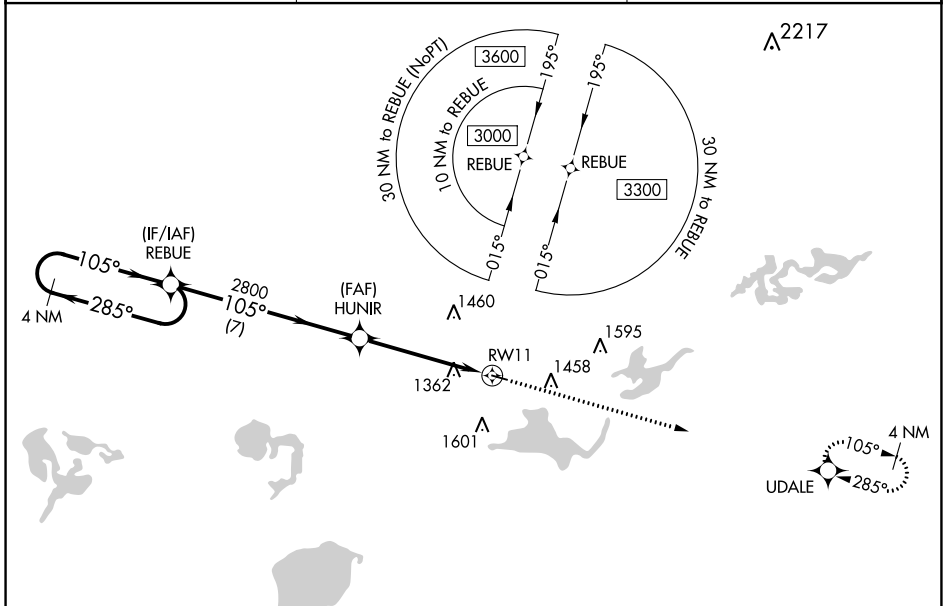 2217
30 NM to REBUE (NoPT)
3600
195°
10 NM to REBUE
3000
REBUE
015°
195°
REBUE
30 NM to REBUE
3300
015°
(IF/IAF)
REBUE
105°
285°
4 NM
2800
105°
(7)
(FAF)
HUNIR
1460
1595
RW11
1458
1362
1601
4 NM
105°
285°
UDALE